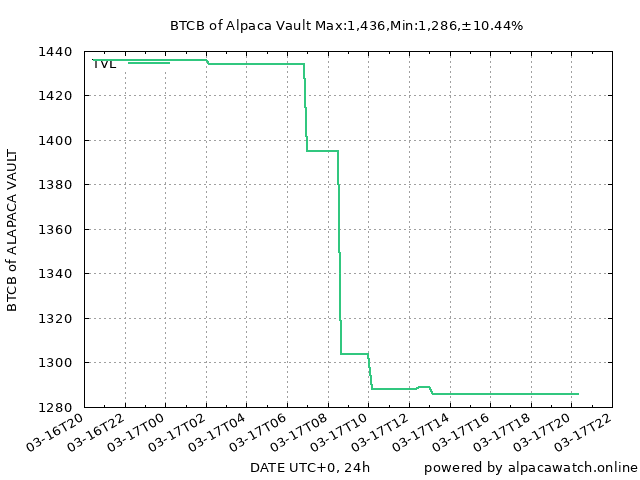 BTCB of Alpaca Vault Max:1,436,Min:1,286,±10.44%
1440
TVL
1420
1400
1380
1360
1340
1320
1300
1280
BTCB of ALAPACA VAULT
03-16T20 03-16T22 03-17T00 03-17T02 03-17T04 03-17T06 03-17T08 03-17T10 03-17T12 03-17T14 03-17T16 03-17T18 03-17T20 03-17T22
DATE UTC+0, 24h powered by alpacawatch.online